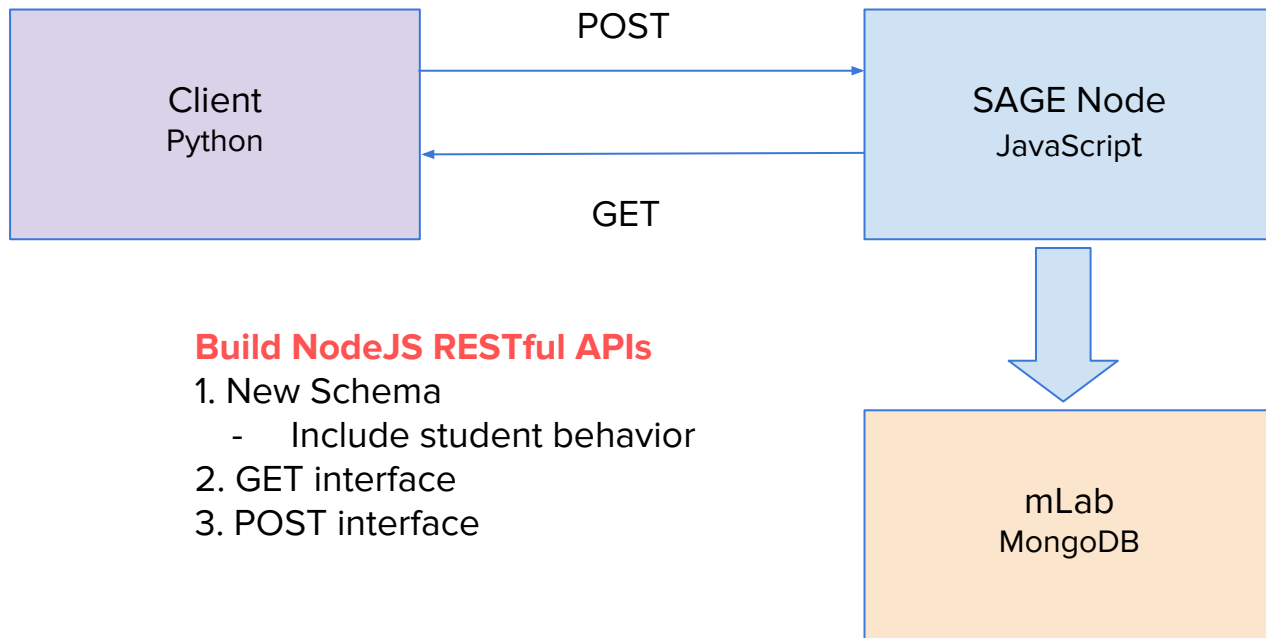 POST
Client
Python
SAGE Node
JavaScript
GET
Build NodeJS RESTful APIs
1. New Schema
- Include student behavior
2. GET interface
3. POST interface
mLab
MongoDB